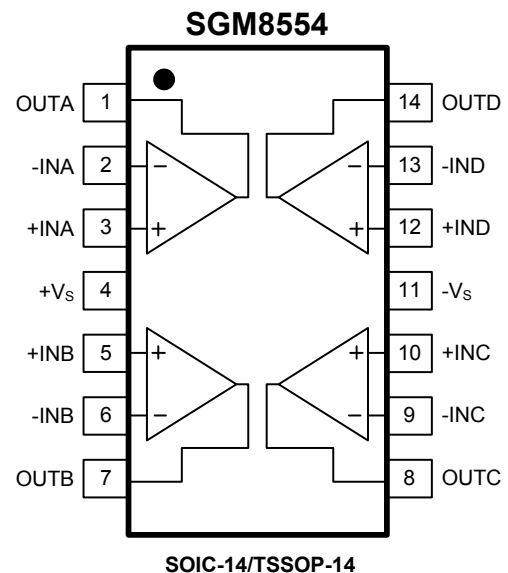 SGM8554
OUTA 1 14 OUTD
-INA 2 − − 13 -IND
+INA 3 + + 12 +IND
+Vs 4 11 -Vs
+INB 5 + + 10 +INC
-INB 6 − − 9 -INC
OUTB 7 8 OUTC
SOIC-14/TSSOP-14